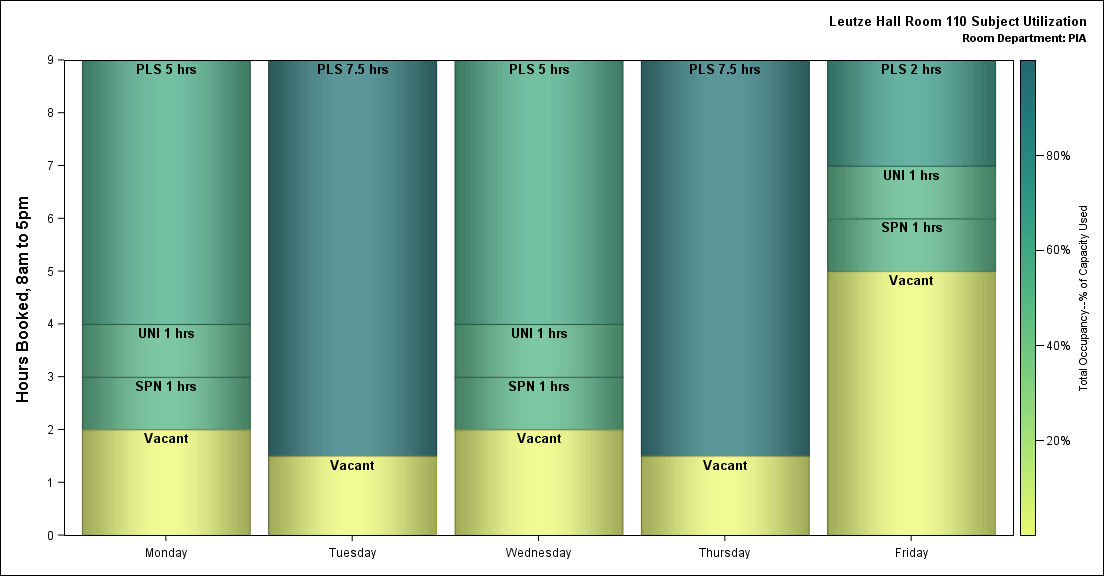 Leutze Hall Room 110 Subject Utilization
Room Department: PIA
Hours Booked, 8am to 5pm
9
8
7
6
5
4
3
2
1
0
PLS 5 hrs
UNI 1 hrs
SPN 1 hrs
Vacant
PLS 7.5 hrs
Vacant
PLS 5 hrs
UNI 1 hrs
SPN 1 hrs
Vacant
PLS 7.5 hrs
Vacant
PLS 2 hrs
UNI 1 hrs
SPN 1 hrs
Vacant
Monday
Tuesday
Wednesday
Thursday
Friday
80%
60%
40%
20%
Total Occupancy--% of Capacity Used